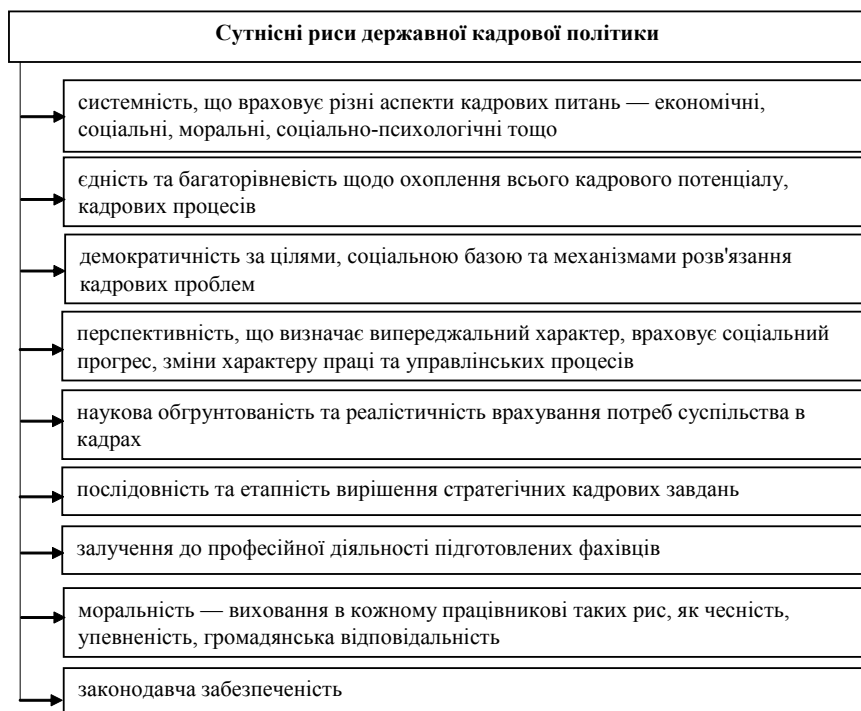 Сутнісні риси державної кадрової політики
системність, що враховує різні аспекти кадрових питань — економічні,
соціальні, моральні, соціально-психологічні тощо
єдність та багаторівневість щодо охоплення всього кадрового потенціалу,
кадрових процесів
демократичність за цілями, соціальною базою та механізмами розв'язання
кадрових проблем
перспективність, що визначає випереджальний характер, враховує соціальний
прогрес, зміни характеру праці та управлінських процесів
наукова обгрунтованість та реалістичність врахування потреб суспільства в
кадрах
послідовність та етапність вирішення стратегічних кадрових завдань
залучення до професійної діяльності підготовлених фахівців
моральність — виховання в кожному працівникові таких рис, як чесність,
упевненість, громадянська відповідальність
законодавча забезпеченість